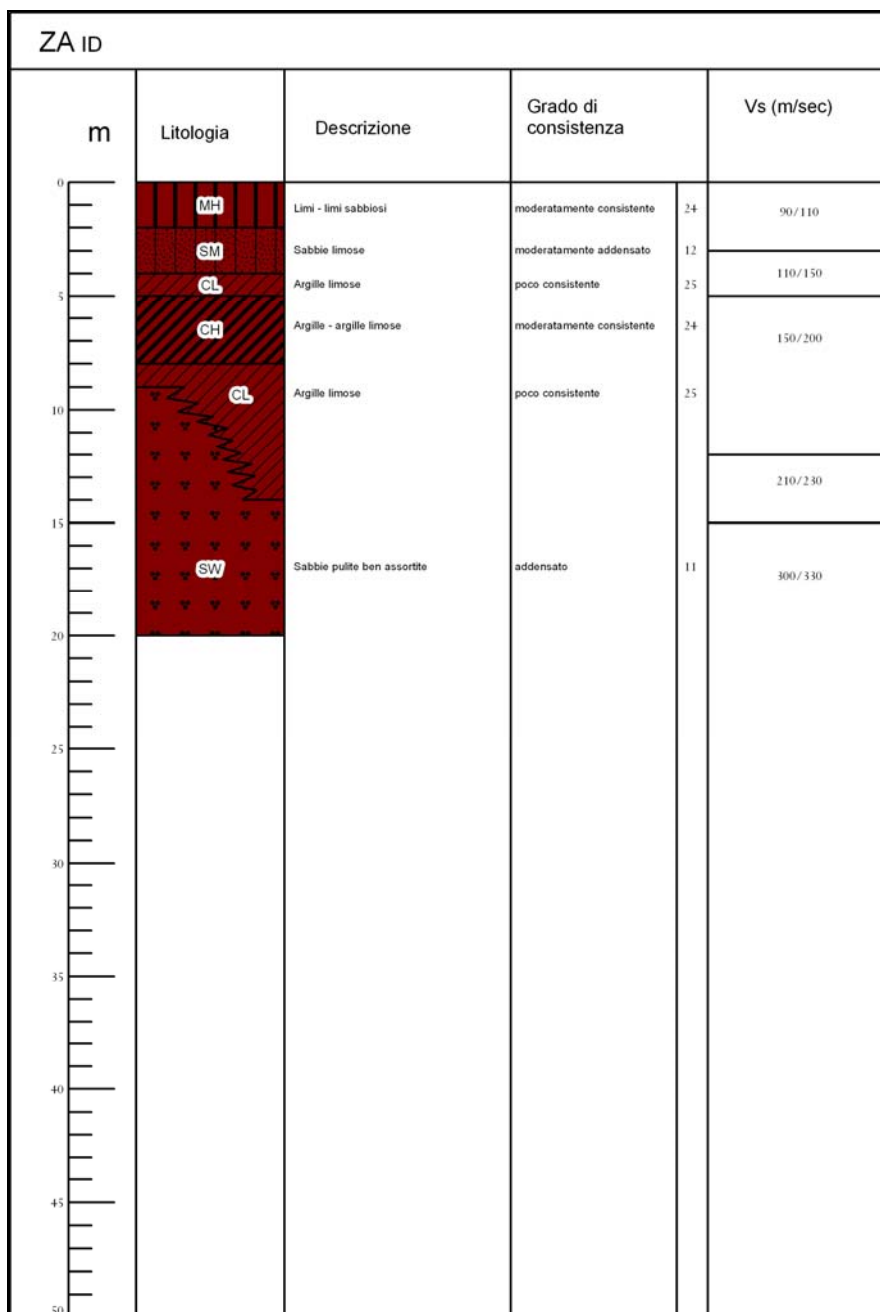 ZA ID
m
Litologia
Descrizione
Grado di
consistenza
Vs (m/sec)
0
MH
Limi - limi sabbiosi
moderatamente consistente
24
90/110
SM
Sabbie limose
moderatamente addensato
12
110/150
CL
Argille limose
poco consistente
25
5
CH
Argille - argille limose
moderatamente consistente
24
150/200
CL
Argille limose
poco consistente
25
10
210/230
15
SW
Sabbie pulite ben assortite
addensato
11
300/330
20
25
30
35
40
45
50